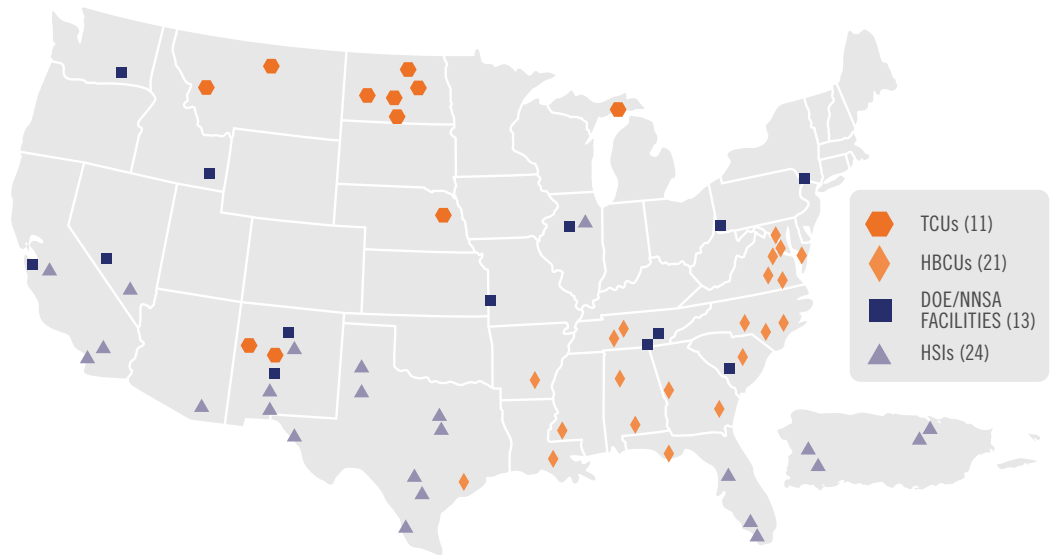 TCUs (11)
HBCUs (21)
DOE/NNSA
FACILITIES (13)
HSIs (24)